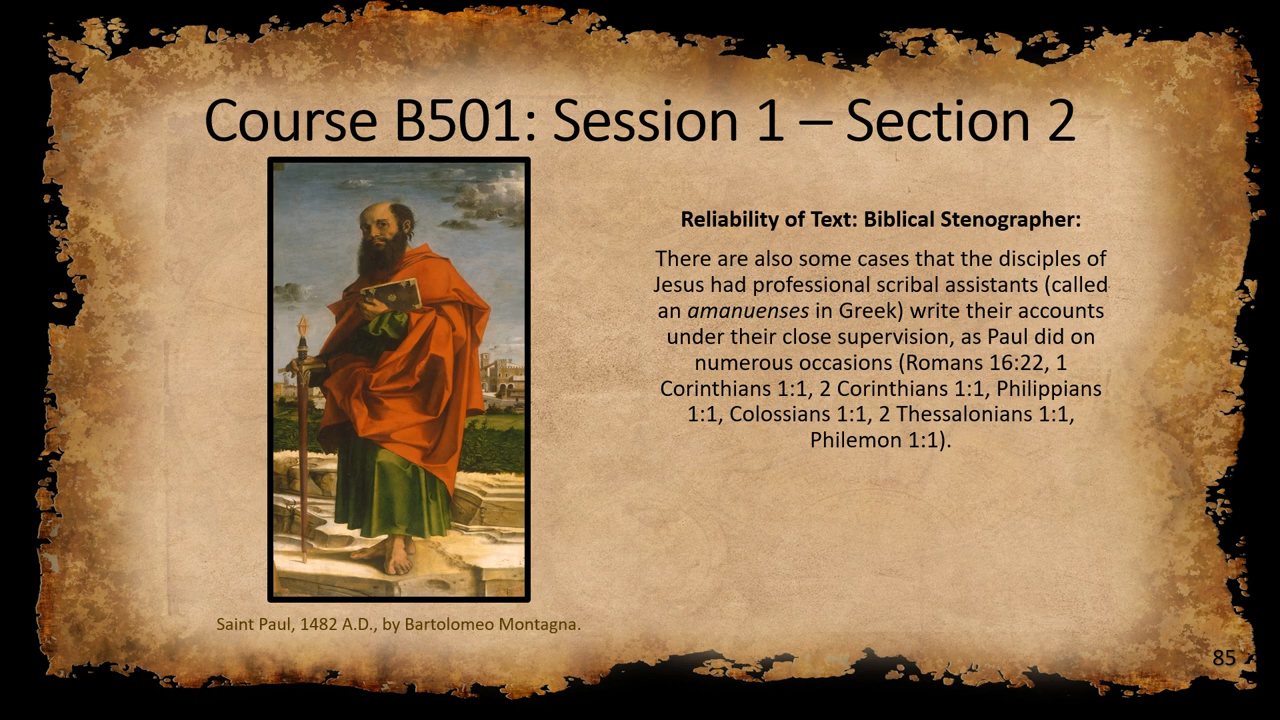 Course B501: Session 1 – Section 2
Reliability of Text: Biblical Stenographer:
There are also some cases that the disciples of
Jesus had professional scribal assistants (called
an amanuenses in Greek) write their accounts
under their close supervision, as Paul did on
numerous occasions (Romans 16:22, 1
Corinthians 1:1, 2 Corinthians 1:1, Philippians
1:1, Colossians 1:1, 2 Thessalonians 1:1,
Philemon 1:1).
Saint Paul, 1482 A.D., by Bartolomeo Montagna.
85